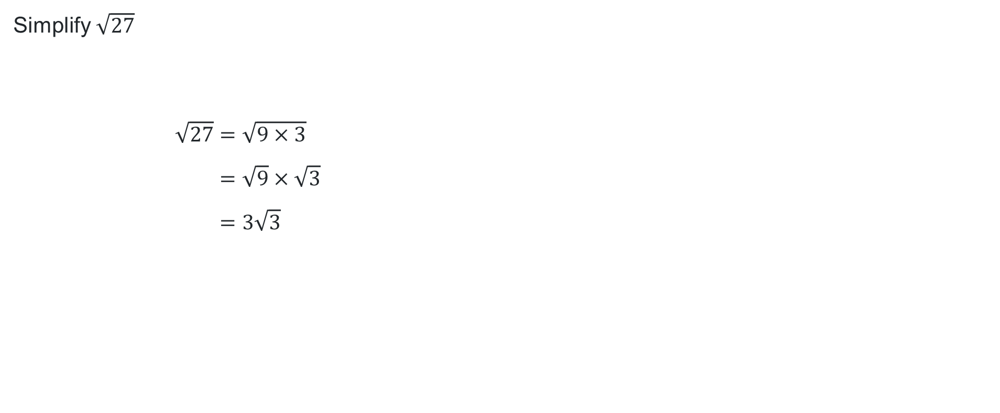 Simplify √27
√27 = √9 × 3
= √9 × √3
= 3√3